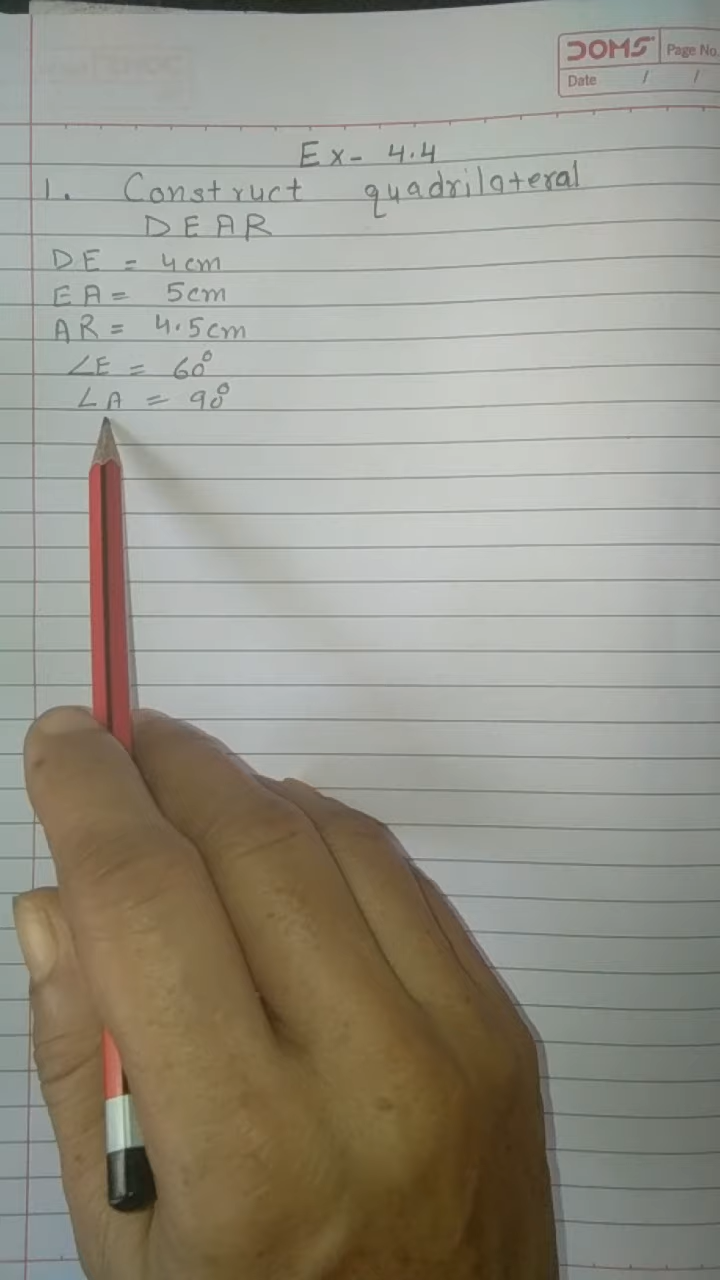 DOMS Page No.
Date / /
Ex- 4.4
1. Construct quadrilateral
DEAR
DE = 4cm
EA = 5cm
AR = 4.5cm
∠E = 60°
∠A = 90°